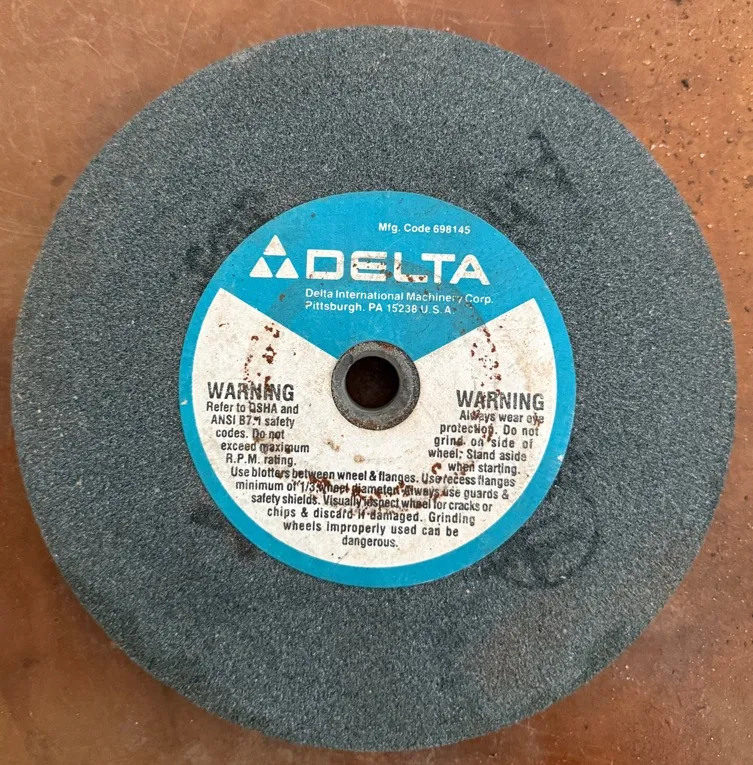 Mfg. Code 698145
DELTA
Delta International Machinery Corp.
Pittsburgh, PA 15238 U.S.A.
WARNING
Refer to OSHA and
ANSI B7.1 safety
codes. Do not
exceed maximum
R.P.M. rating.
WARNING
Always wear eye
protection. Do not
grind on side of
wheel. Stand aside
when starting.
Use blotters between wheel & flanges. Use recess flanges
minimum of 1/3 wheel diameter. Always use guards &
safety shields. Visually inspect wheel for cracks or
chips & discard if damaged. Grinding
wheels improperly used can be
dangerous.